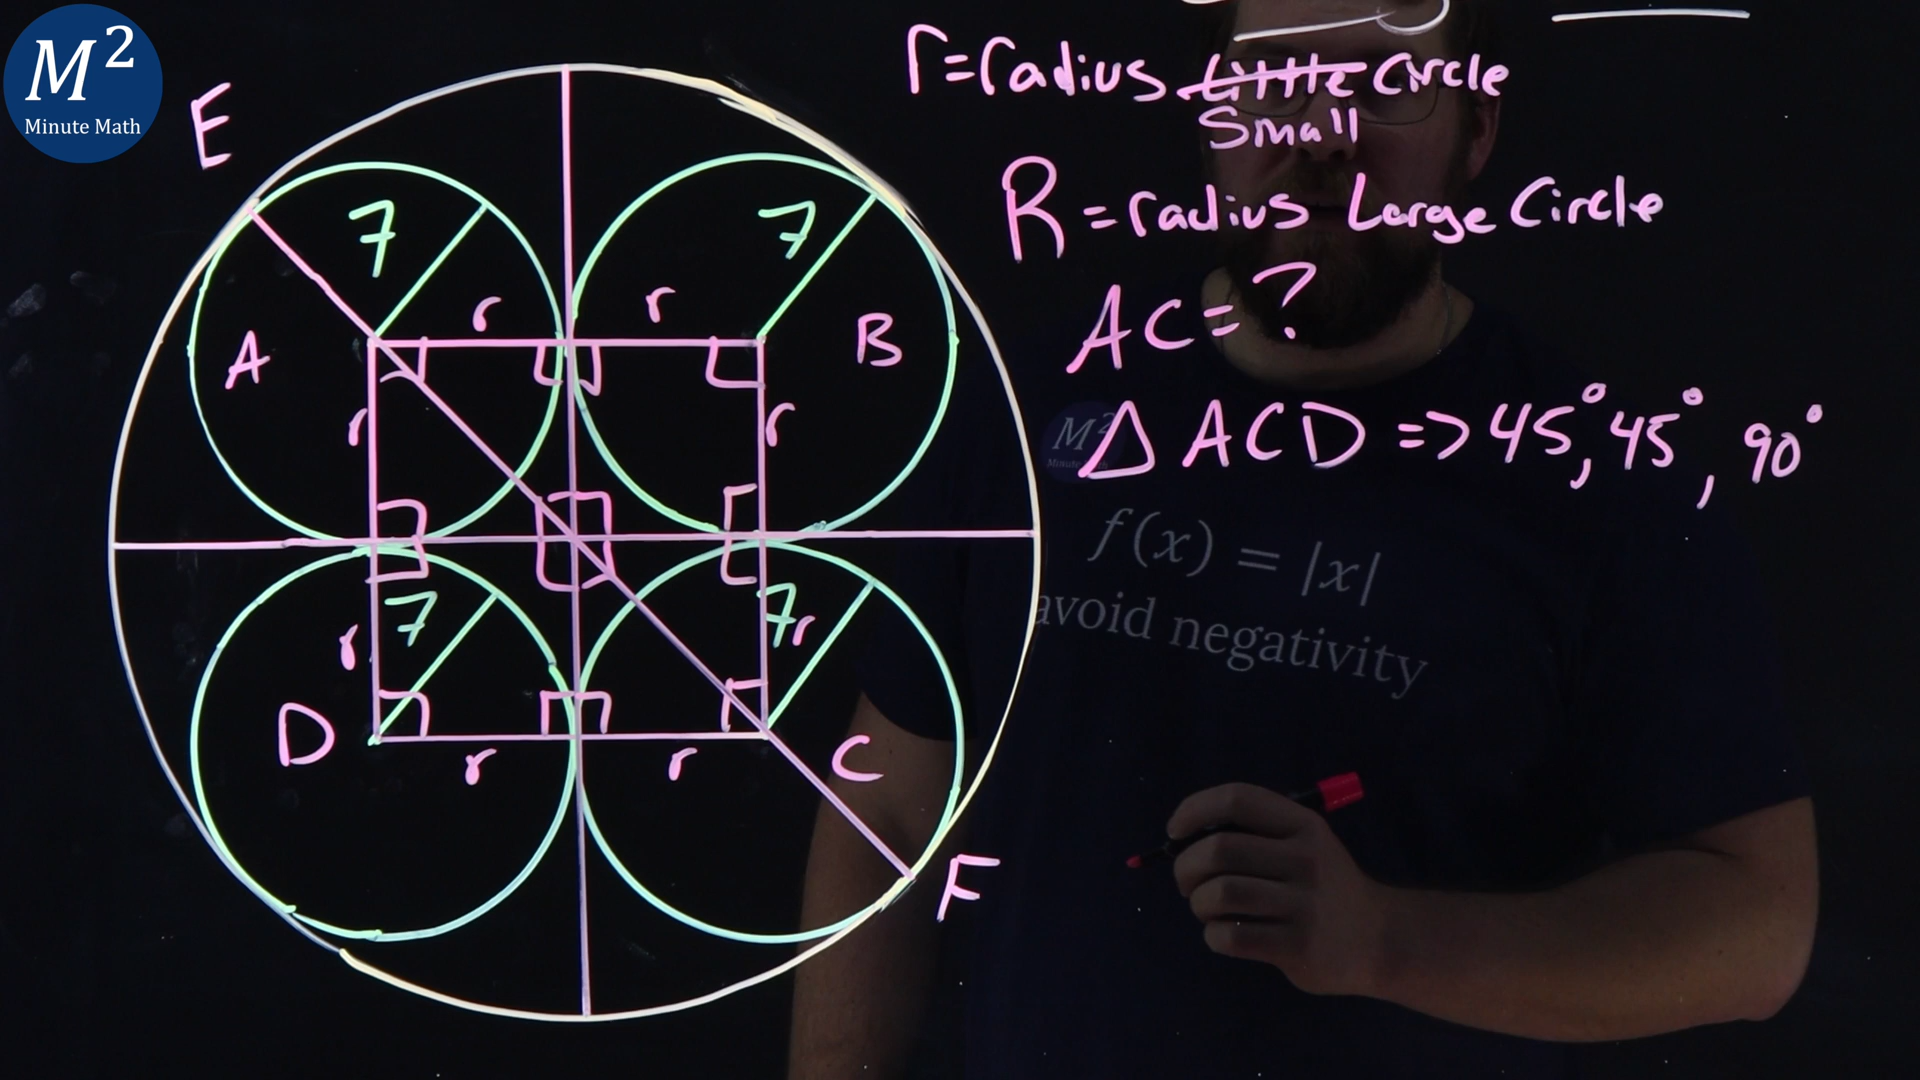 M²
Minute Math
r=radius Little Circle
Small
R=radius Large Circle
AC=?
△ ACD => 45°, 45°, 90°
M²
f(x) = |x|
avoid negativity
E
7
7
r
r
A
B
r
r
7
7r
r
D
r
r
C
F